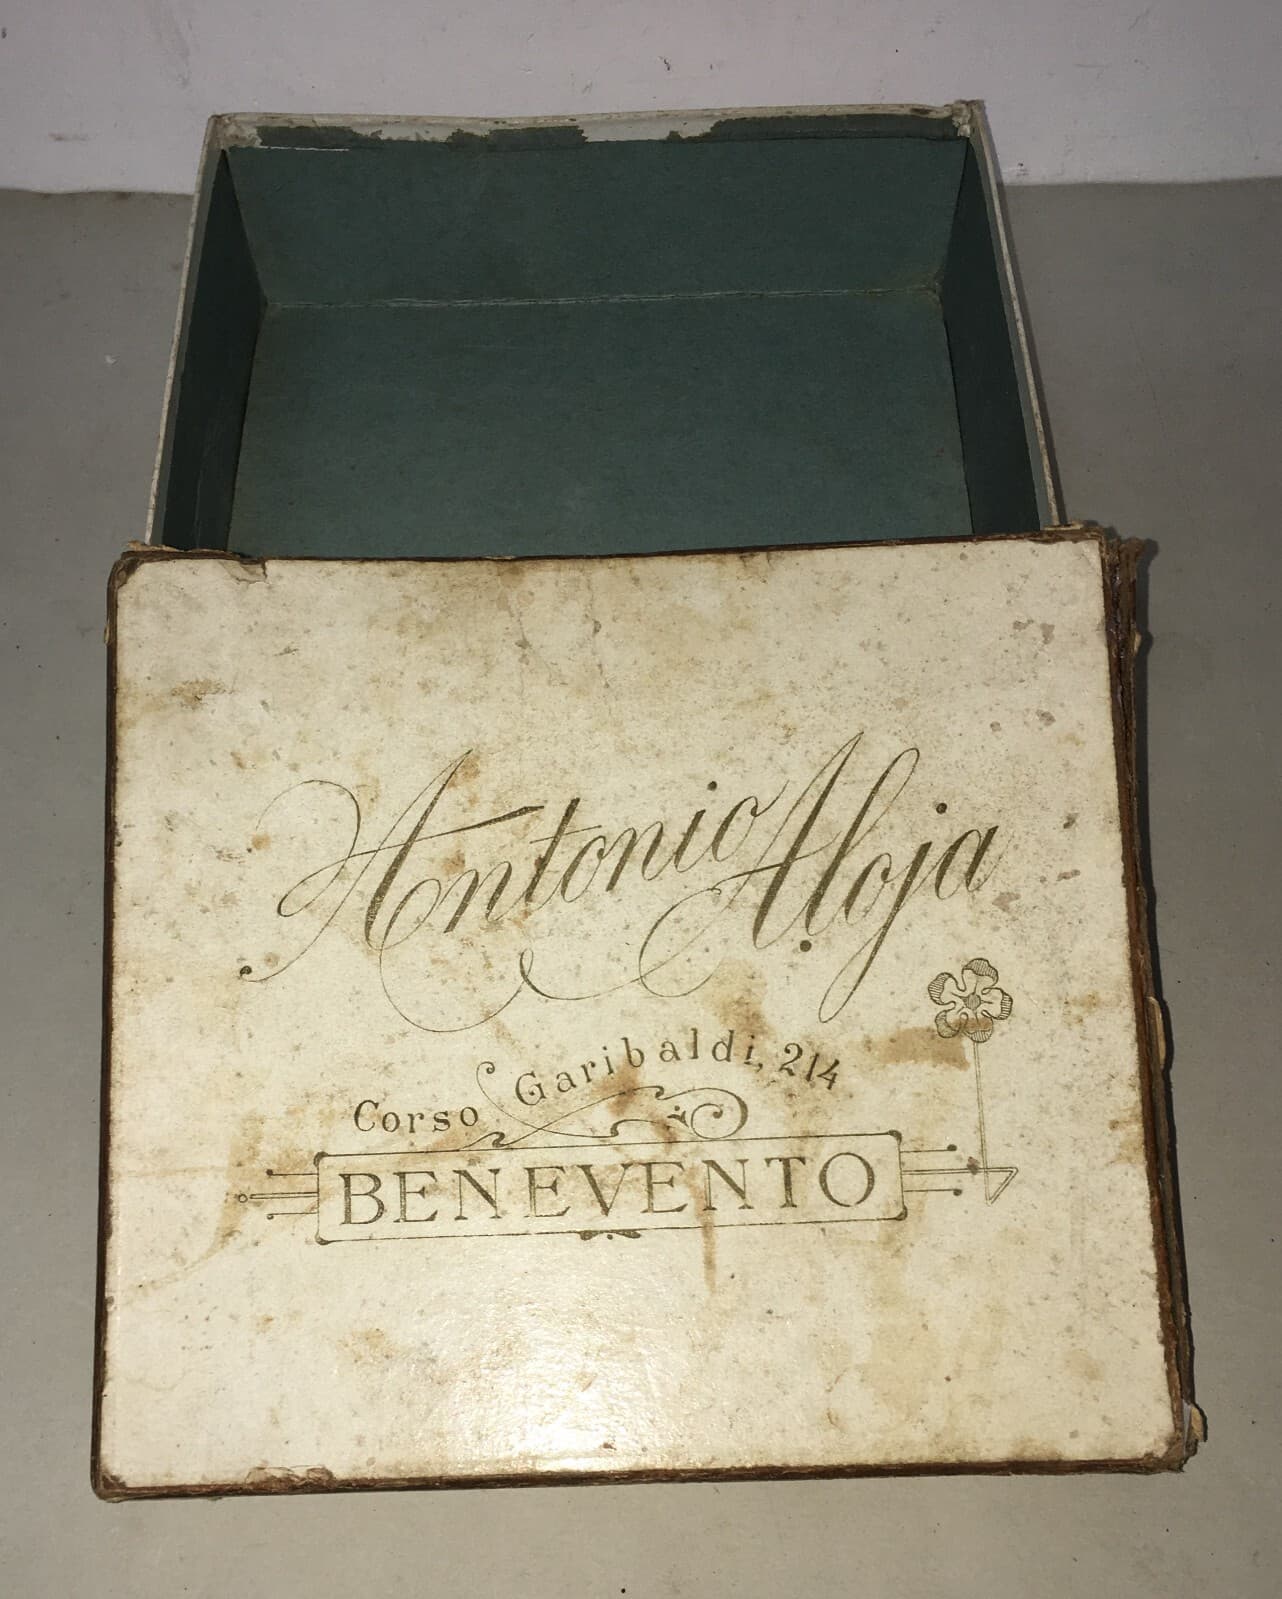 Antonio Aloja
Corso Garibaldi, 214
BENEVENTO